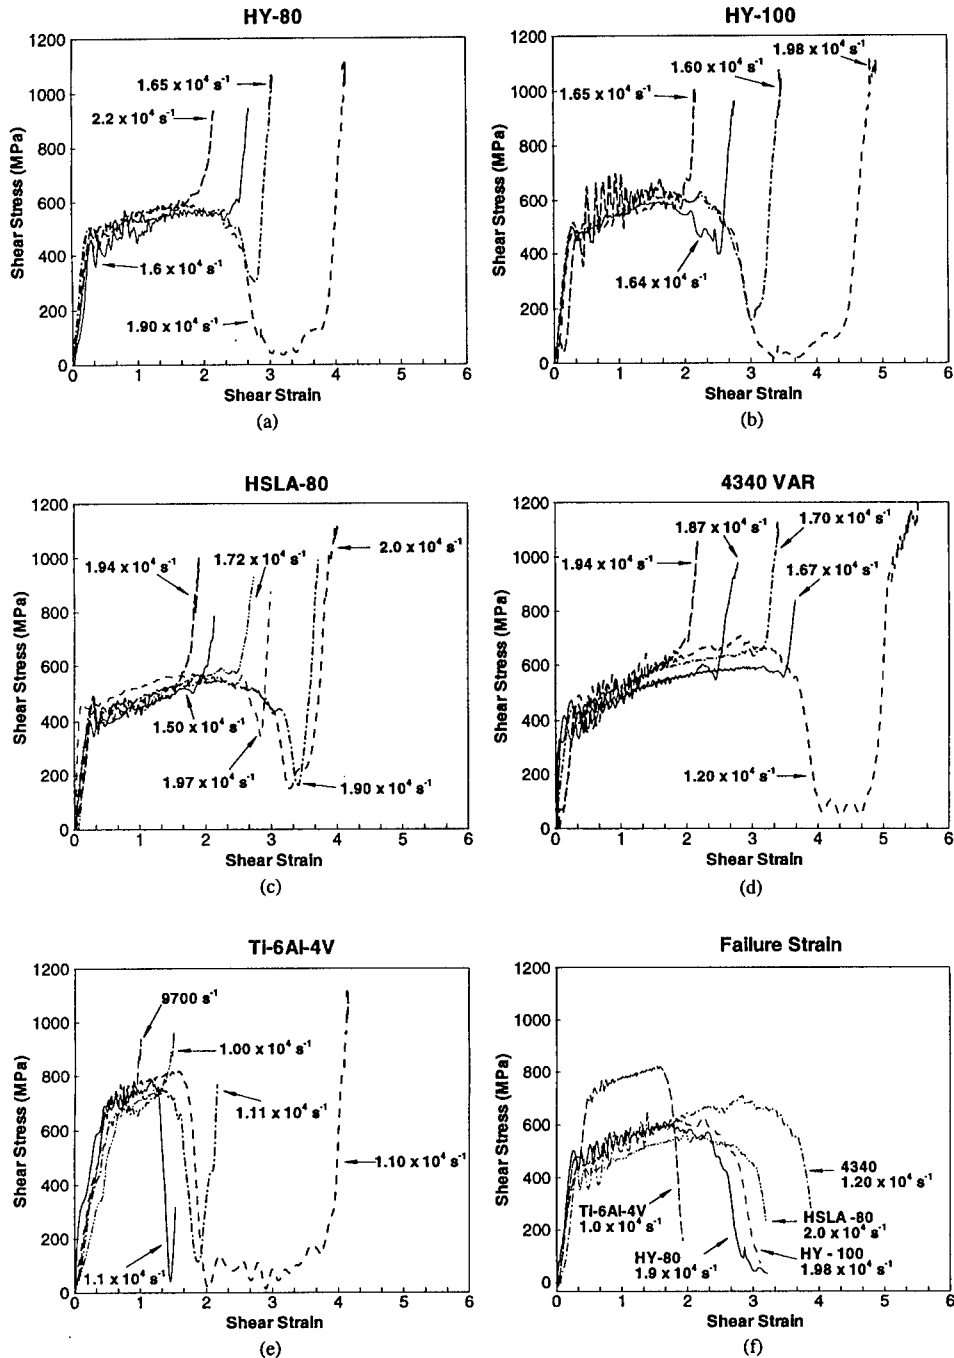 HY-80
1200
1000
800
600
400
200
0
Shear Stress (MPa)
1.65 x 10⁴ s⁻¹
2.2 x 10⁴ s⁻¹
1.6 x 10⁴ s⁻¹
1.90 x 10⁴ s⁻¹
0 1 2 3 4 5 6
Shear Strain
(a)
HY-100
1200
1000
800
600
400
200
0
Shear Stress (MPa)
1.98 x 10⁴ s⁻¹
1.60 x 10⁴ s⁻¹
1.65 x 10⁴ s⁻¹
1.64 x 10⁴ s⁻¹
0 1 2 3 4 5 6
Shear Strain
(b)
HSLA-80
1200
1000
800
600
400
200
0
Shear Stress (MPa)
1.94 x 10⁴ s⁻¹
1.72 x 10⁴ s⁻¹
2.0 x 10⁴ s⁻¹
1.50 x 10⁴ s⁻¹
1.97 x 10⁴ s⁻¹
1.90 x 10⁴ s⁻¹
0 1 2 3 4 5 6
Shear Strain
(c)
4340 VAR
1200
1000
800
600
400
200
0
Shear Stress (MPa)
1.87 x 10⁴ s⁻¹
1.70 x 10⁴ s⁻¹
1.94 x 10⁴ s⁻¹
1.67 x 10⁴ s⁻¹
1.20 x 10⁴ s⁻¹
0 1 2 3 4 5 6
Shear Strain
(d)
Ti-6Al-4V
1200
1000
800
600
400
200
0
Shear Stress (MPa)
9700 s⁻¹
1.00 x 10⁴ s⁻¹
1.11 x 10⁴ s⁻¹
1.10 x 10⁴ s⁻¹
1.1 x 10⁴ s⁻¹
0 1 2 3 4 5 6
Shear Strain
(e)
Failure Strain
1200
1000
800
600
400
200
0
Shear Stress (MPa)
4340
1.20 x 10⁴ s⁻¹
Ti-6Al-4V
1.0 x 10⁴ s⁻¹
HSLA -80
2.0 x 10⁴ s⁻¹
HY-80
1.9 x 10⁴ s⁻¹
HY - 100
1.98 x 10⁴ s⁻¹
0 1 2 3 4 5 6
Shear Strain
(f)